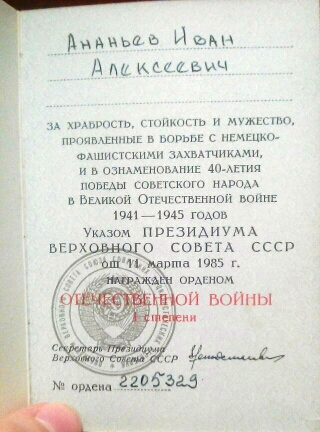 Ананьев Иван
Алексеевич
ЗА ХРАБРОСТЬ, СТОЙКОСТЬ И МУЖЕСТВО,
ПРОЯВЛЕННЫЕ В БОРЬБЕ С НЕМЕЦКО-
ФАШИСТСКИМИ ЗАХВАТЧИКАМИ,
И В ОЗНАМЕНОВАНИЕ 40-ЛЕТИЯ
ПОБЕДЫ СОВЕТСКОГО НАРОДА
В ВЕЛИКОЙ ОТЕЧЕСТВЕННОЙ ВОЙНЕ
1941—1945 ГОДОВ
УКАЗОМ ПРЕЗИДИУМА
ВЕРХОВНОГО СОВЕТА СССР
от 11 марта 1985 г.
НАГРАЖДЕН ОРДЕНОМ
ОТЕЧЕСТВЕННОЙ ВОЙНЫ
I степени
Секретарь Президиума
Верховного Совета СССР
№ ордена 2205329